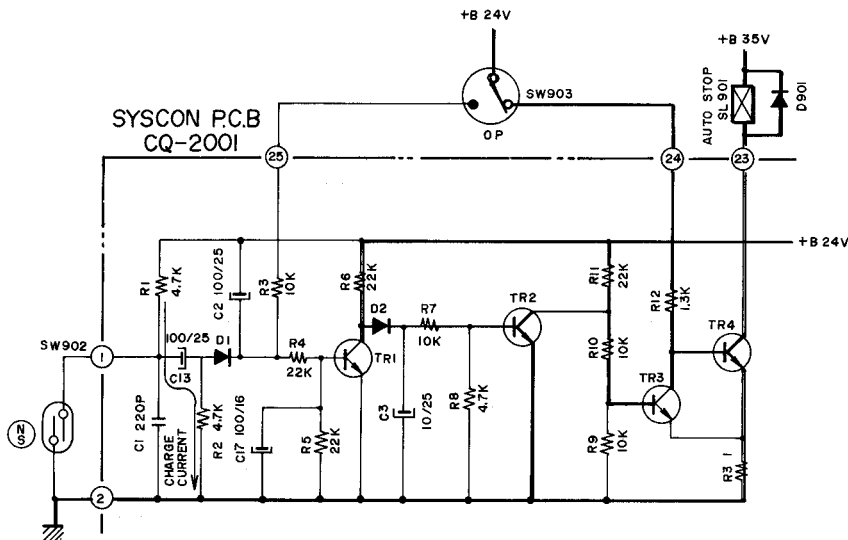 +B 24V
+B 35V
SW903
OP
AUTO STOP
SL 901
D901
SYSCON P.C.B
CQ-2001
25
24
23
+B 24V
R1
4.7K
C2 100/25
R3
10K
R6
22K
R11
22K
R12
1.3K
D2
R7
10K
TR2
TR4
SW902
1
100/25
C13
D1
R4
22K
TR1
R10
10K
TR3
NS
C1 220P
CHARGE
CURRENT
R2 4.7K
C17 100/16
R5
22K
C3
10/25
R8
4.7K
R9
10K
R3 1
2